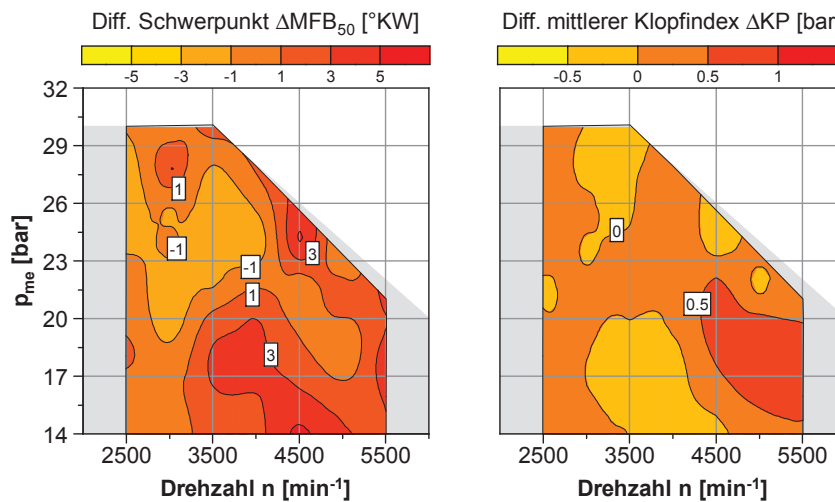 Diff. Schwerpunkt ΔMFB50 [°KW]
-5 -3 -1 1 3 5
32
29
26
23
20
17
14
pme [bar]
1
-1
-1
1
3
3
2500 3500 4500 5500
Drehzahl n [min-1]
Diff. mittlerer Klopfindex ΔKP [bar
-0.5 0 0.5 1
0
0.5
2500 3500 4500 5500
Drehzahl n [min-1]